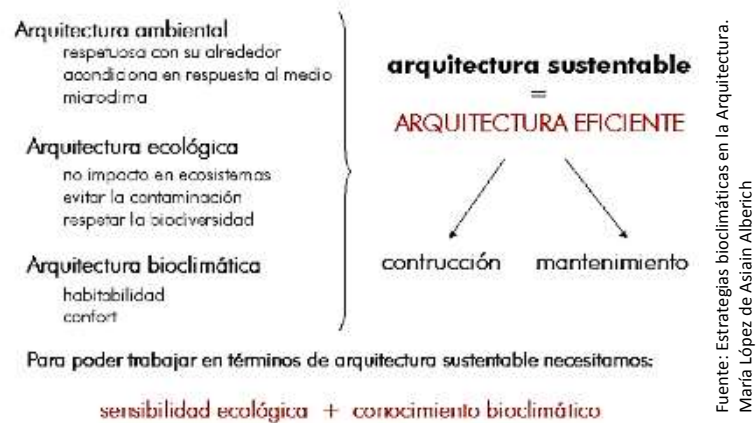 Arquitectura ambiental
respetuosa con su alrededor
acondiciona en respuesta al medio
microclima
Arquitectura ecológica
no impacto en ecosistemas
evitar la contaminación
respetar la biodiversidad
Arquitectura bioclimática
habitabilidad
confort
arquitectura sustentable
=
ARQUITECTURA EFICIENTE
contrucción
mantenimiento
Para poder trabajar en términos de arquitectura sustentable necesitamos:
sensibilidad ecológica + conocimiento bioclimático
Fuente: Estrategias bioclimáticas en la Arquitectura.
María López de Asiain Alberich